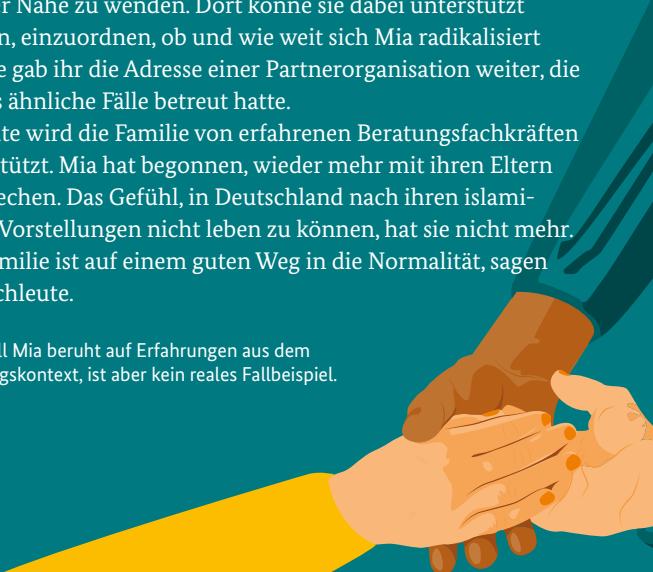 er Nähe zu wenden. Dort könne sie dabei unterstützt
n, einzuordnen, ob und wie weit sich Mia radikalisiert
e gab ihr die Adresse einer Partnerorganisation weiter, die
s ähnliche Fälle betreut hatte.
te wird die Familie von erfahrenen Beratungsfachkräften
tützt. Mia hat begonnen, wieder mehr mit ihren Eltern
echen. Das Gefühl, in Deutschland nach ihren islami-
Vorstellungen nicht leben zu können, hat sie nicht mehr.
milie ist auf einem guten Weg in die Normalität, sagen
chleute.
ll Mia beruht auf Erfahrungen aus dem
gskontext, ist aber kein reales Fallbeispiel.